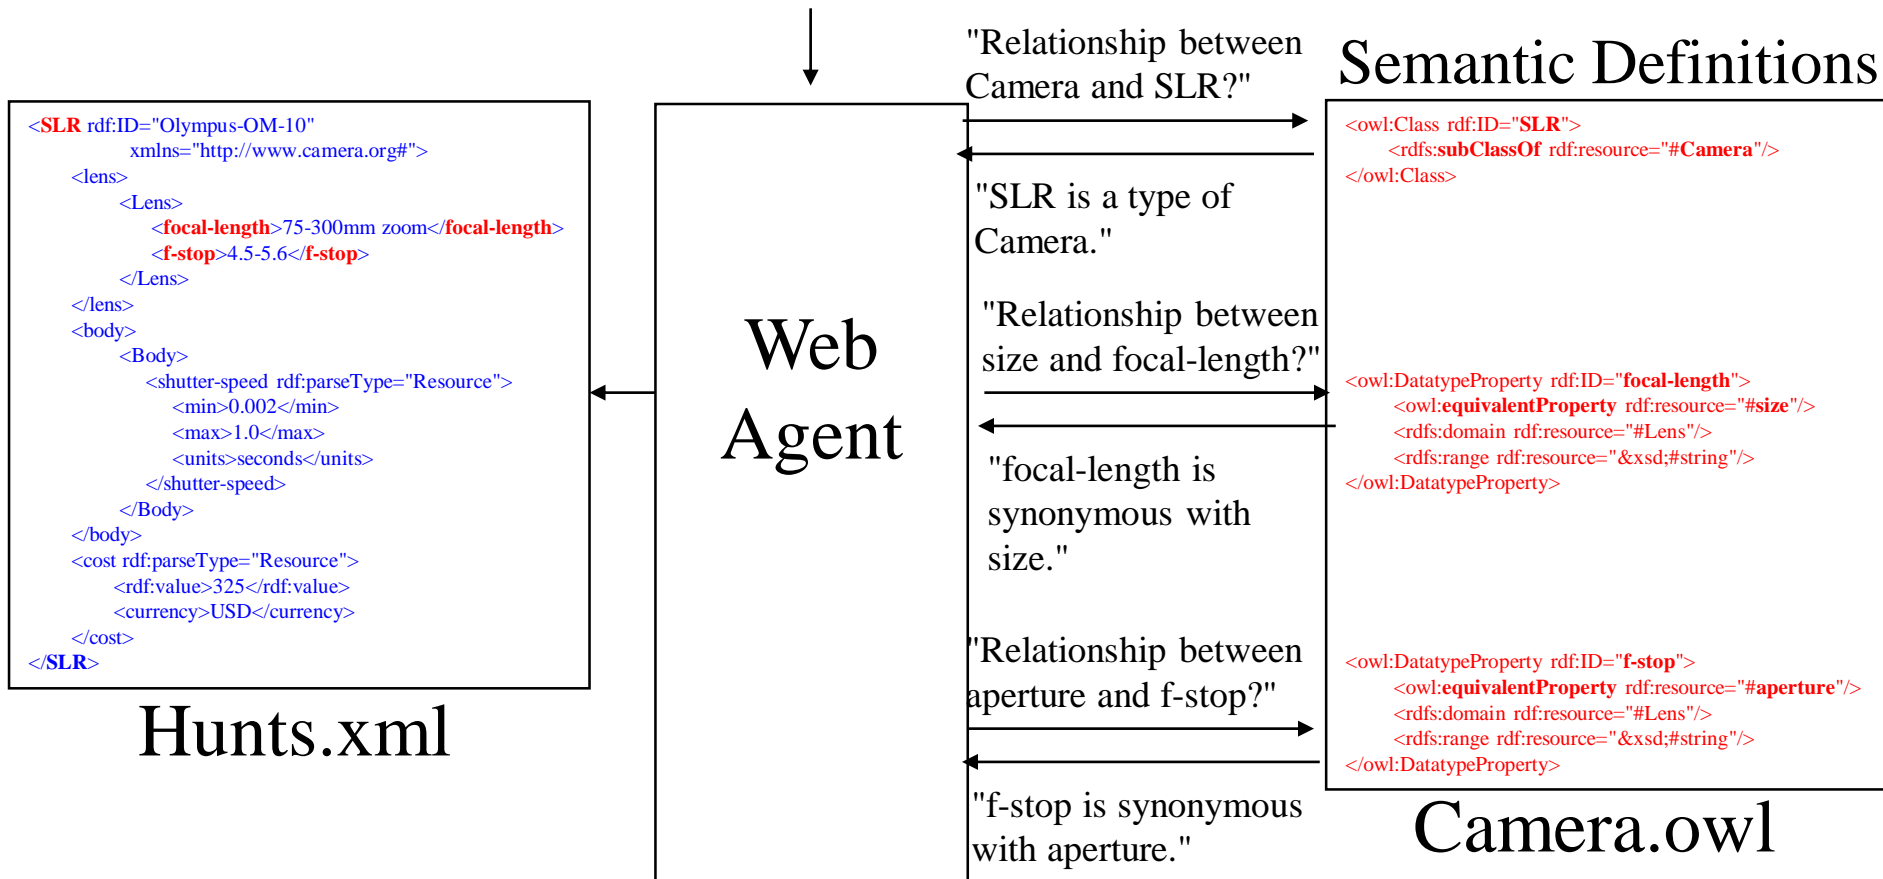 <SLR rdf:ID="Olympus-OM-10"
xmlns="http://www.camera.org#">
<lens>
<Lens>
<focal-length>75-300mm zoom</focal-length>
<f-stop>4.5-5.6</f-stop>
</Lens>
</lens>
<body>
<Body>
<shutter-speed rdf:parseType="Resource">
<min>0.002</min>
<max>1.0</max>
<units>seconds</units>
</shutter-speed>
</Body>
</body>
<cost rdf:parseType="Resource">
<rdf:value>325</rdf:value>
<currency>USD</currency>
</cost>
</SLR>
Hunts.xml
Web
Agent
"Relationship between
Camera and SLR?"
"SLR is a type of
Camera."
"Relationship between
size and focal-length?"
"focal-length is
synonymous with
size."
"Relationship between
aperture and f-stop?"
"f-stop is synonymous
with aperture."
Semantic Definitions
<owl:Class rdf:ID="SLR">
<rdfs:subClassOf rdf:resource="#Camera"/>
</owl:Class>
<owl:DatatypeProperty rdf:ID="focal-length">
<owl:equivalentProperty rdf:resource="#size"/>
<rdfs:domain rdf:resource="#Lens"/>
<rdfs:range rdf:resource="&xsd;#string"/>
</owl:DatatypeProperty>
<owl:DatatypeProperty rdf:ID="f-stop">
<owl:equivalentProperty rdf:resource="#aperture"/>
<rdfs:domain rdf:resource="#Lens"/>
<rdfs:range rdf:resource="&xsd;#string"/>
</owl:DatatypeProperty>
Camera.owl